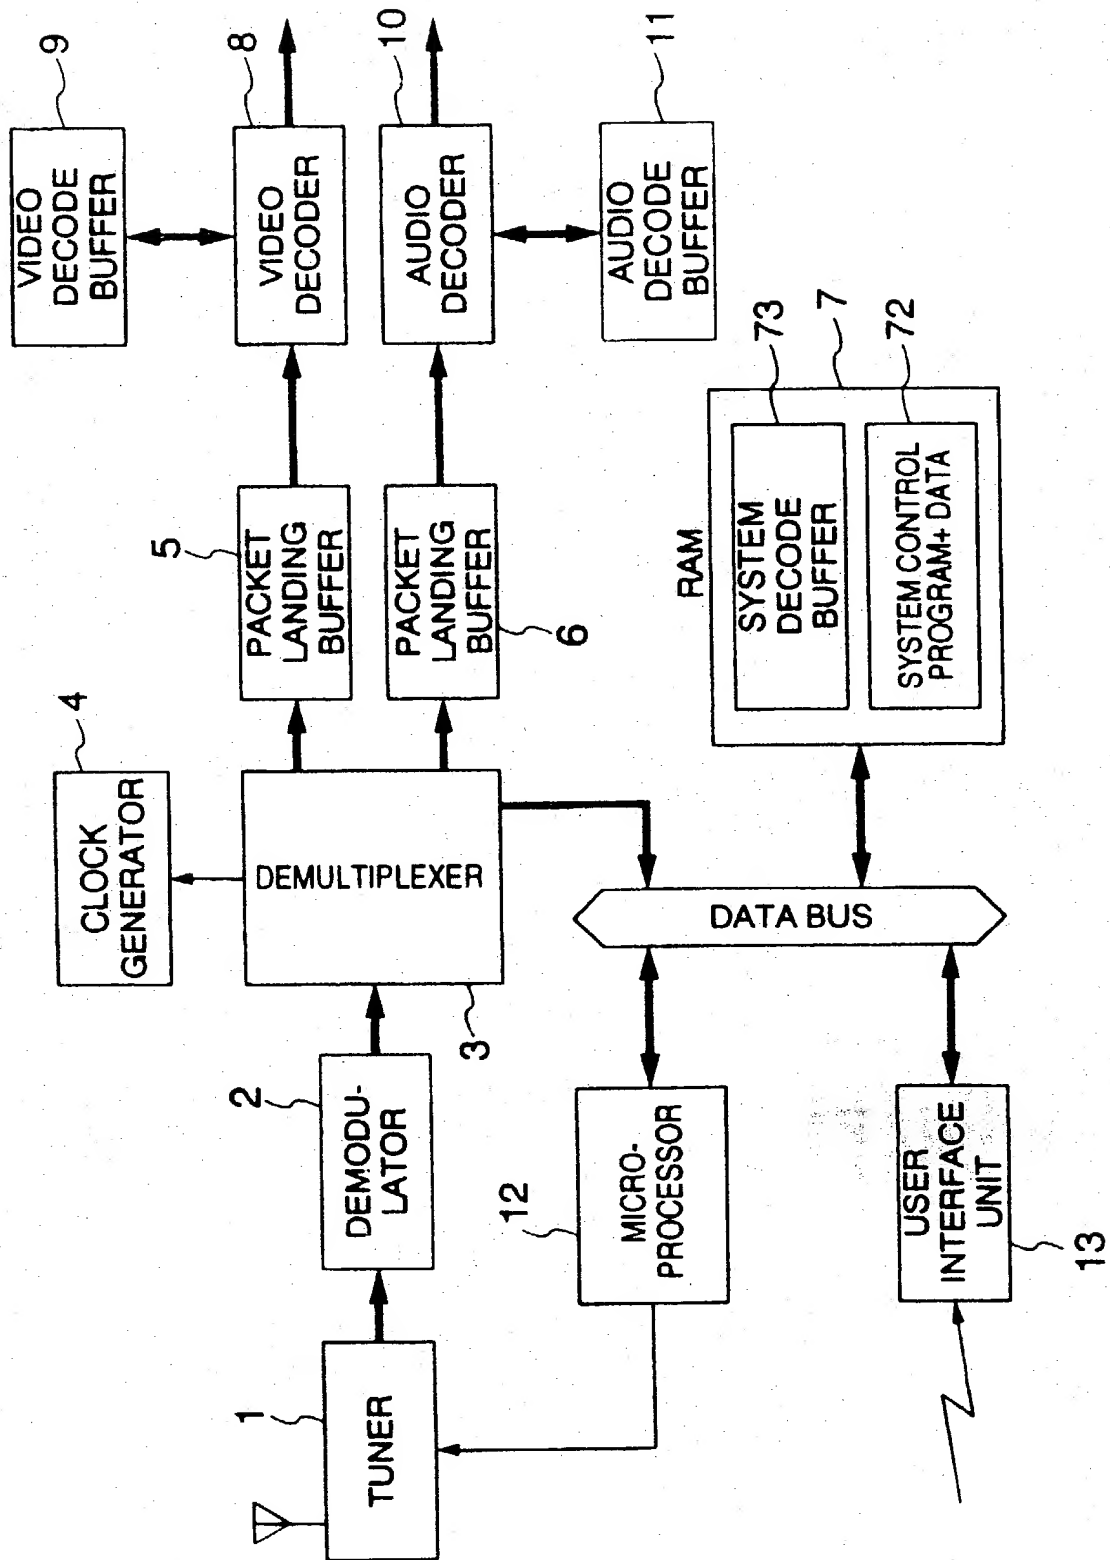 9
VIDEO
DECODE
BUFFER
8
VIDEO
DECODER
10
AUDIO
DECODER
11
AUDIO
DECODE
BUFFER
5
PACKET
LANDING
BUFFER
PACKET
LANDING
BUFFER
6
4
CLOCK
GENERATOR
DEMULTIPLEXER
3
2
DEMODU-
LATOR
1
TUNER
RAM
7
73
SYSTEM
DECODE
BUFFER
72
SYSTEM CONTROL
PROGRAM+ DATA
DATA BUS
12
MICRO-
PROCESSOR
USER
INTERFACE
UNIT
13